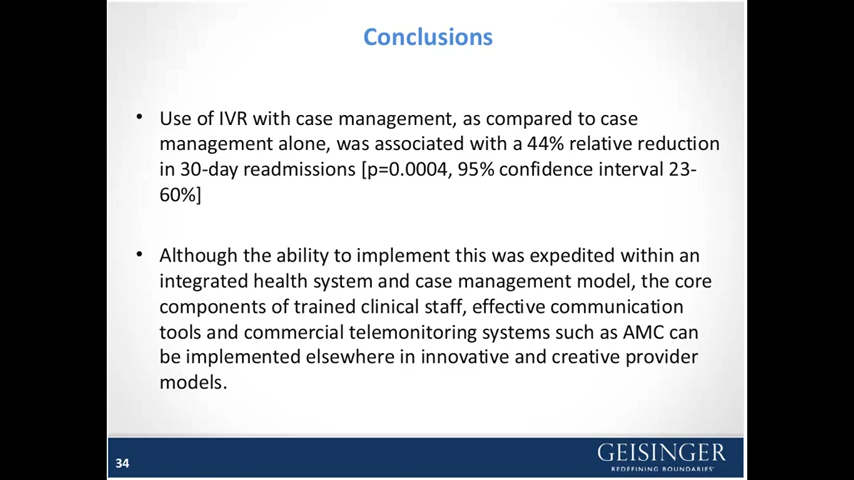 Conclusions
• Use of IVR with case management, as compared to case
management alone, was associated with a 44% relative reduction
in 30-day readmissions [p=0.0004, 95% confidence interval 23-
60%]
• Although the ability to implement this was expedited within an
integrated health system and case management model, the core
components of trained clinical staff, effective communication
tools and commercial telemonitoring systems such as AMC can
be implemented elsewhere in innovative and creative provider
models.
34
GEISINGER
REDEFINING BOUNDARIES®